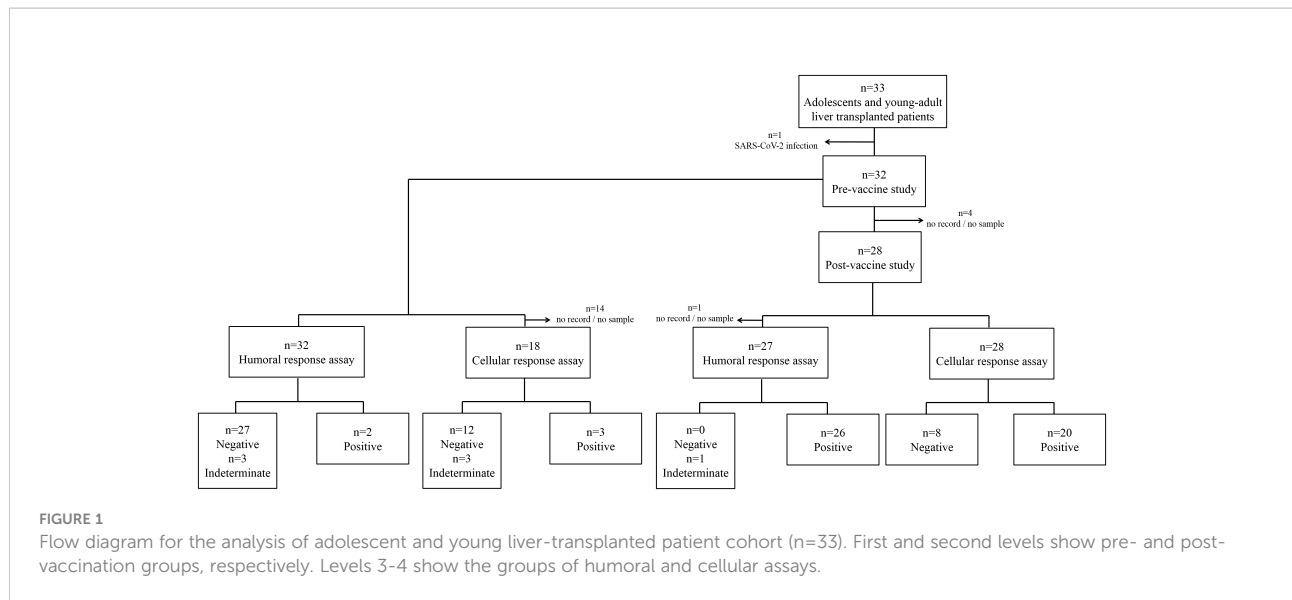 n=33
Adolescents and young-adult
liver transplanted patients
n=1
SARS-CoV-2 infection
n=32
Pre-vaccine study
n=4
no record / no sample
n=28
Post-vaccine study
n=14
no record / no sample
n=1
no record / no sample
n=32
Humoral response assay
n=18
Cellular response assay
n=27
Humoral response assay
n=28
Cellular response assay
n=27
Negative
n=3
Indeterminate
n=2
Positive
n=12
Negative
n=3
Indeterminate
n=3
Positive
n=0
Negative
n=1
Indeterminate
n=26
Positive
n=8
Negative
n=20
Positive
FIGURE 1
Flow diagram for the analysis of adolescent and young liver-transplanted patient cohort (n=33). First and second levels show pre- and post-
vaccination groups, respectively. Levels 3-4 show the groups of humoral and cellular assays.